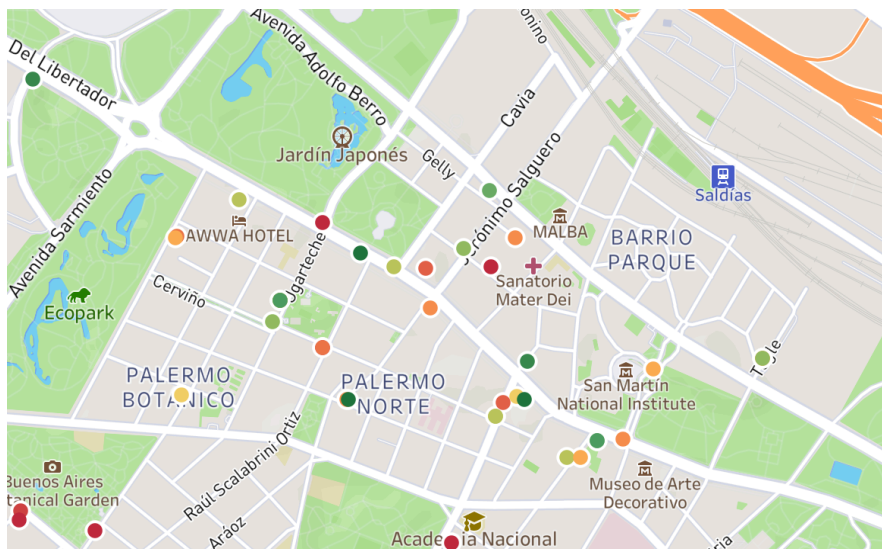 Del Libertador
Avenida Adolfo Berro
onino
Cavia
Jardín Japonés
Gelly
Jerónimo Salguero
Saldías
Avenida Sarmiento
AWWA HOTEL
MALBA
BARRIO
PARQUE
Ugarteche
Cerviño
Sanatorio
Mater Dei
Ecopark
PALERMO
BOTÁNICO
PALERMO
NORTE
San Martín
National Institute
Tagle
Raúl Scalabrini Ortiz
Buenos Aires
tanical Garden
Museo de Arte
Decorativo
Aráoz
Academia Nacional
ria